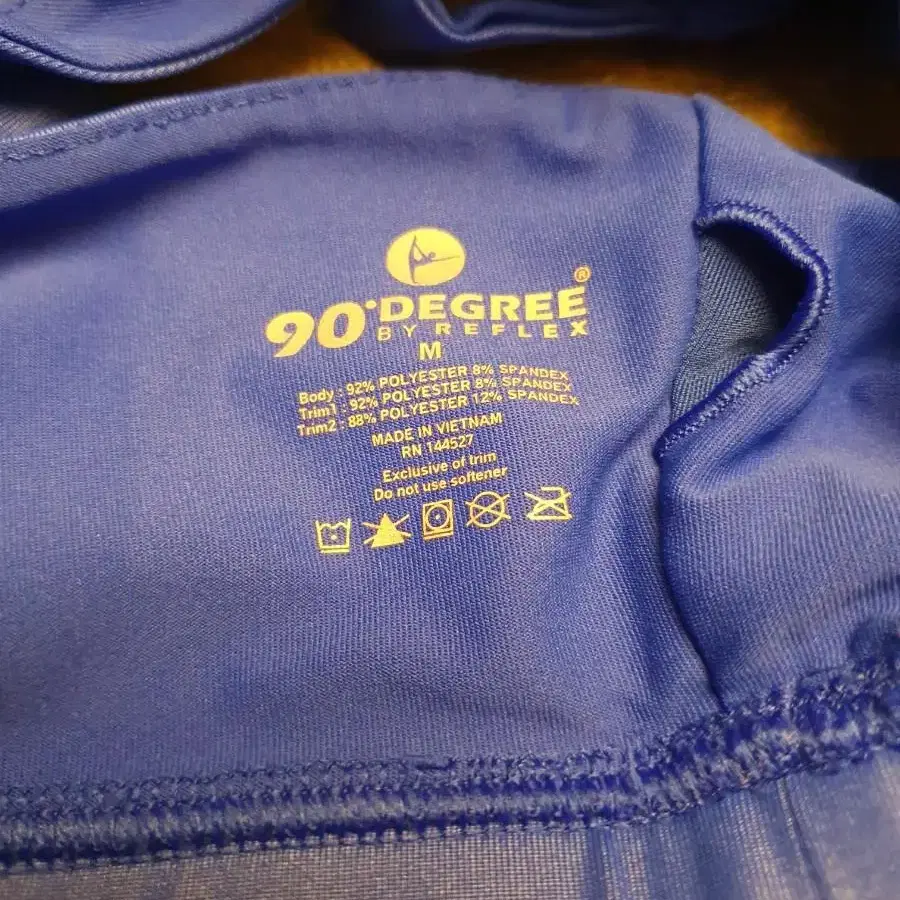 90°DEGREE®
BY REFLEX
M
Body : 92% POLYESTER 8% SPANDEX
Trim1 : 92% POLYESTER 8% SPANDEX
Trim2 : 88% POLYESTER 12% SPANDEX
MADE IN VIETNAM
RN 144527
Exclusive of trim
Do not use softener